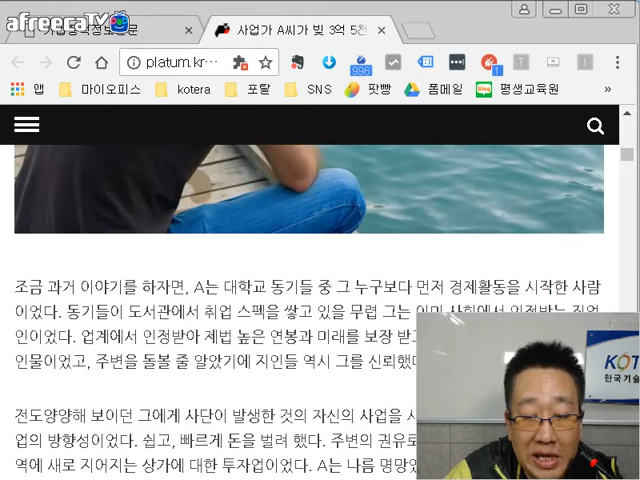 afreecaTV
사업가 A씨가 빚 3억 5천
platum.kr...
996
1
앱 마이오피스 kotera 포탈 SNS 팟빵 폼메일 blog 평생교육원 »
조금 과거 이야기를 하자면, A는 대학교 동기들 중 그 누구보다 먼저 경제활동을 시작한 사람
이었다. 동기들이 도서관에서 취업 스펙을 쌓고 있을 무렵 그는 이미 사회에서 인정받는 직업
인이었다. 업계에서 인정받아 제법 높은 연봉과 미래를 보장 받
인물이었고, 주변을 돌볼 줄 알았기에 지인들 역시 그를 신뢰했
KOT
한국기술
전도양양해 보이던 그에게 사단이 발생한 것의 자신의 사업을 시
업의 방향성이었다. 쉽고, 빠르게 돈을 벌려 했다. 주변의 권유로
역에 새로 지어지는 상가에 대한 투자업이었다. A는 나름 명망있